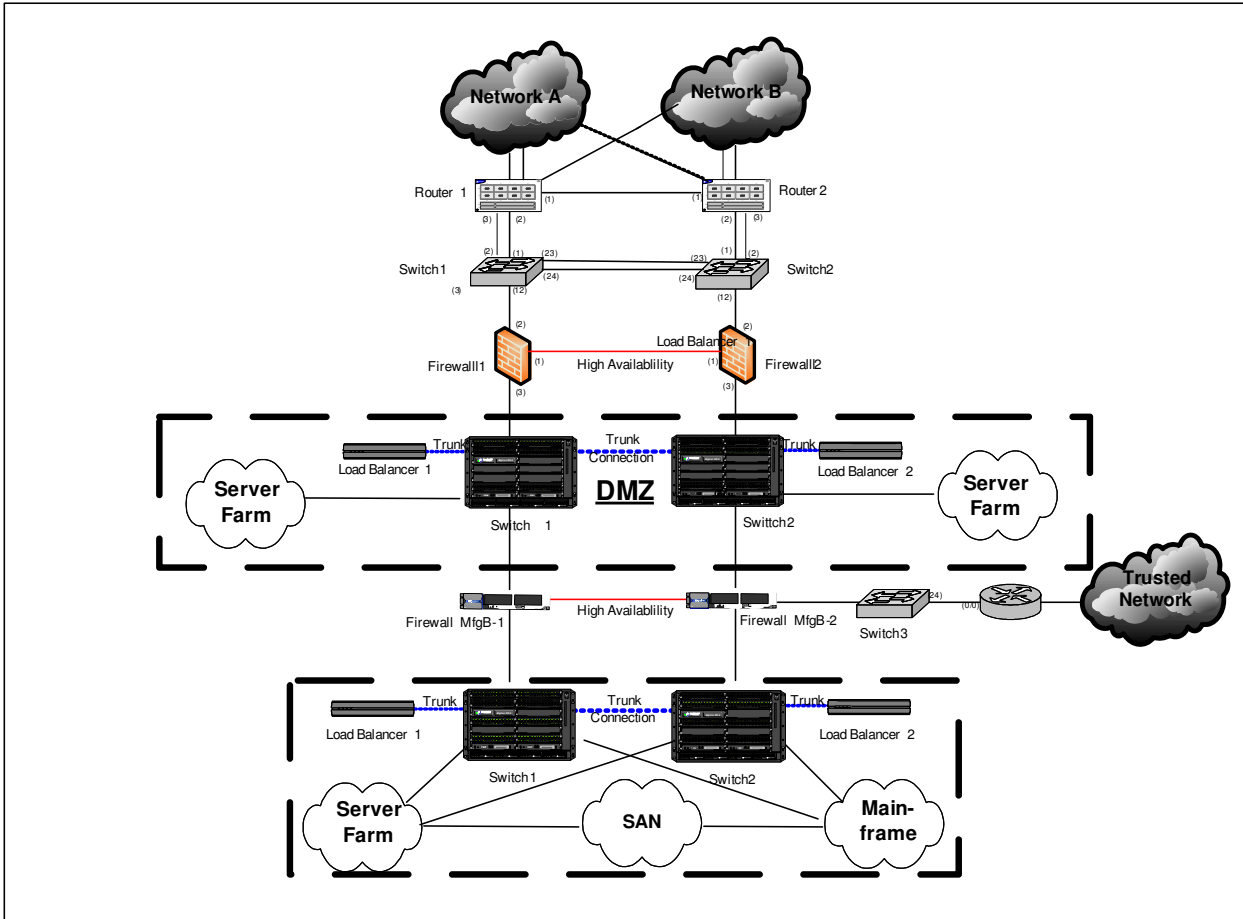 Network A
Network B
Router 1
(1)
(1)
Router 2
(3)
(2)
(2)
(3)
(2)
(1)
(23)
(23)
(1)
(2)
Switch1
(24)
(24)
Switch2
(3)
(12)
(12)
(2)
(2)
Load Balancer 1
Firewalll1
(1)
High Availablility
(1)
Firewalll2
(3)
(3)
Trunk
Trunk
Connection
Trunk
Load Balancer 1
Load Balancer 2
Server
Farm
DMZ
Server
Farm
Switch 1
Swittch2
Trusted
Network
Firewall MfgB-1
High Availablility
Firewall MfgB-2
24)
(0/0)
Switch3
Trunk
Trunk
Connection
Trunk
Load Balancer 1
Load Balancer 2
Switch1
Switch2
Server
Farm
SAN
Main-
frame